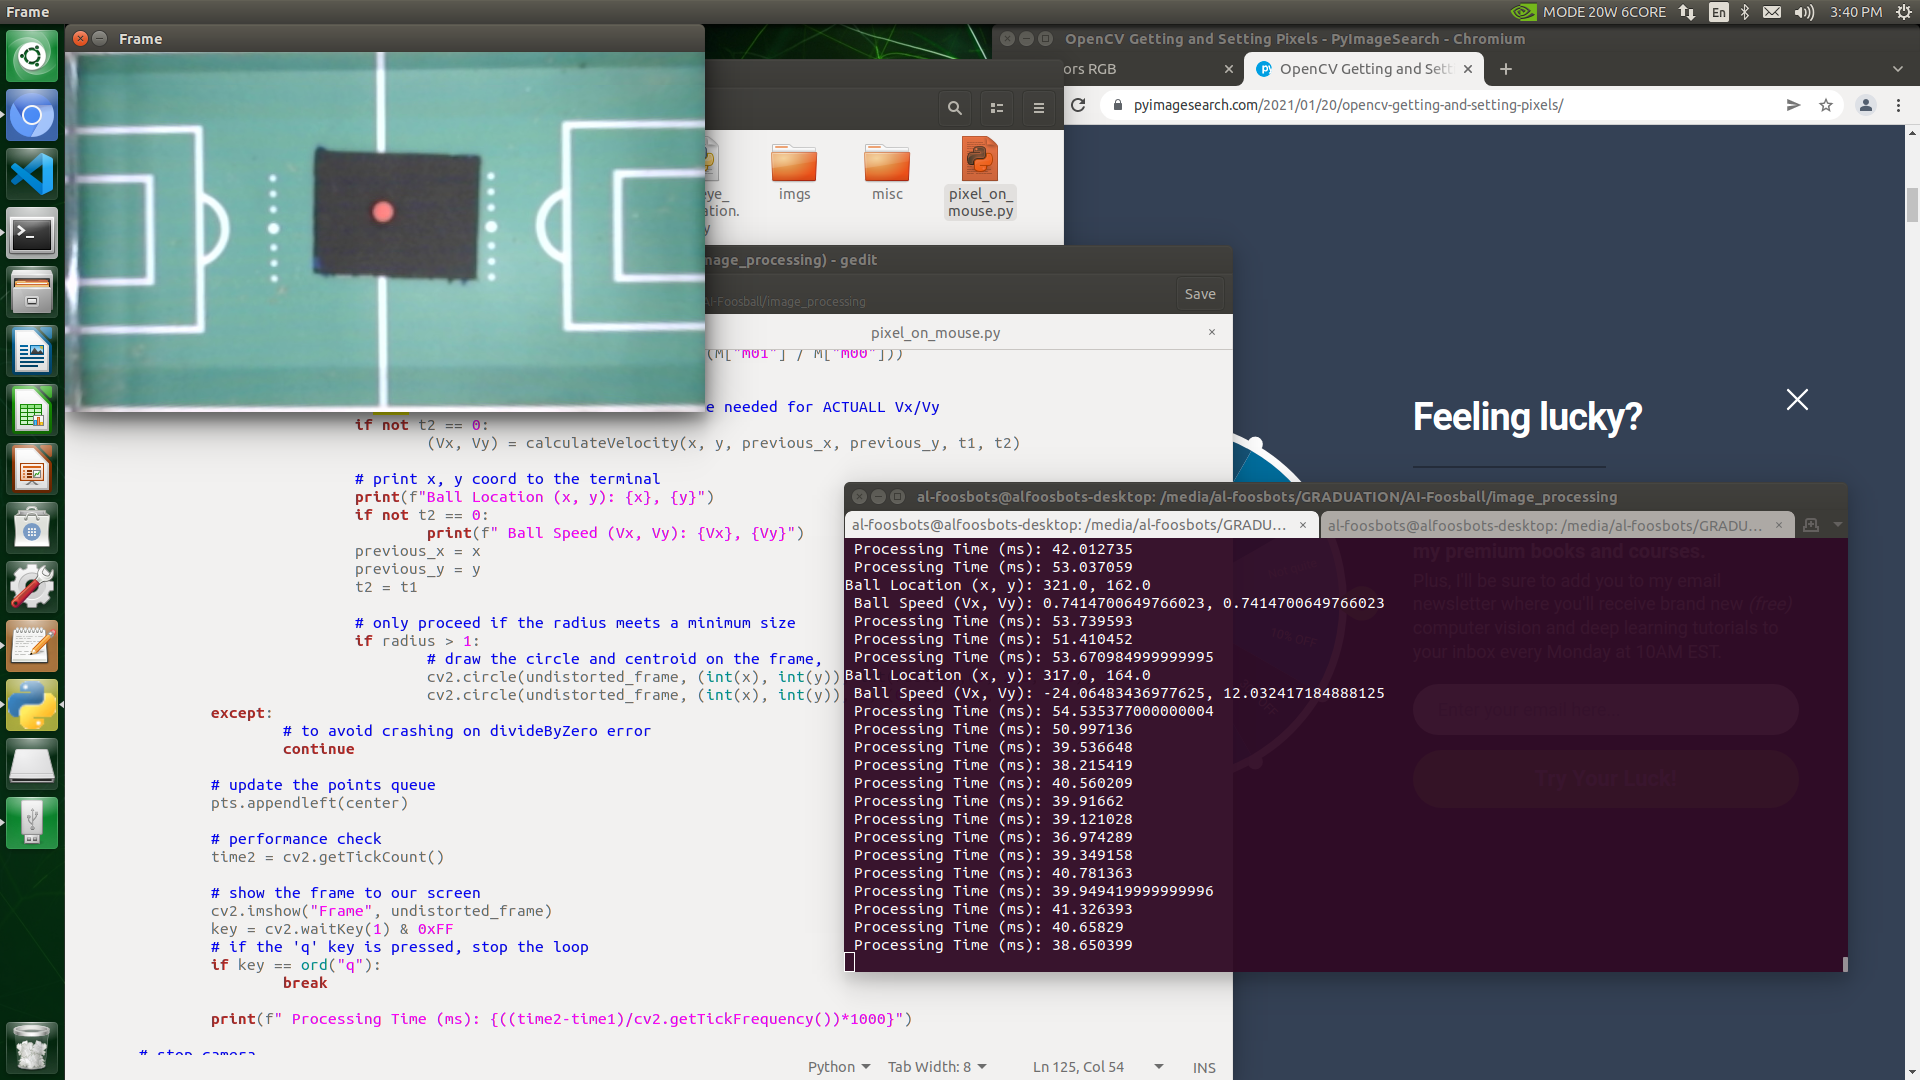 Frame
MODE 20W 6CORE
En
3:40 PM
Frame
OpenCV Getting and Setting Pixels - PyImageSearch - Chromium
ors RGB
OpenCV Getting and Sett
pyimagesearch.com/2021/01/20/opencv-getting-and-setting-pixels/
eye_
ation.
y
imgs
misc
pixel_on_
mouse.py
mage_processing) - gedit
AI-Foosball/image_processing
Save
pixel_on_mouse.py
(M["m01"] / M["m00"]))
e needed for ACTUALL Vx/Vy
if not t2 == 0:
(Vx, Vy) = calculateVelocity(x, y, previous_x, previous_y, t1, t2)
# print x, y coord to the terminal
print(f"Ball Location (x, y): {x}, {y}")
if not t2 == 0:
print(f" Ball Speed (Vx, Vy): {Vx}, {Vy}")
previous_x = x
previous_y = y
t2 = t1
# only proceed if the radius meets a minimum size
if radius > 1:
# draw the circle and centroid on the frame,
cv2.circle(undistorted_frame, (int(x), int(y))
cv2.circle(undistorted_frame, (int(x), int(y))
except:
# to avoid crashing on divideByZero error
continue
# update the points queue
pts.appendleft(center)
# performance check
time2 = cv2.getTickCount()
# show the frame to our screen
cv2.imshow("Frame", undistorted_frame)
key = cv2.waitKey(1) & 0xFF
# if the 'q' key is pressed, stop the loop
if key == ord("q"):
break
print(f" Processing Time (ms): {((time2-time1)/cv2.getTickFrequency())*1000}")
# stop camera
Python
Tab Width: 8
Ln 125, Col 54
INS
Feeling lucky?
al-foosbots@alfoosbots-desktop: /media/al-foosbots/GRADUATION/AI-Foosball/image_processing
al-foosbots@alfoosbots-desktop: /media/al-foosbots/GRADU...
al-foosbots@alfoosbots-desktop: /media/al-foosbots/GRADU...
Processing Time (ms): 42.012735
Processing Time (ms): 53.037059
Ball Location (x, y): 321.0, 162.0
Ball Speed (Vx, Vy): 0.7414700649766023, 0.7414700649766023
Processing Time (ms): 53.739593
Processing Time (ms): 51.410452
Processing Time (ms): 53.670984999999995
Ball Location (x, y): 317.0, 164.0
Ball Speed (Vx, Vy): -24.06483436977625, 12.032417184888125
Processing Time (ms): 54.535377000000004
Processing Time (ms): 50.997136
Processing Time (ms): 39.536648
Processing Time (ms): 38.215419
Processing Time (ms): 40.560209
Processing Time (ms): 39.91662
Processing Time (ms): 39.121028
Processing Time (ms): 36.974289
Processing Time (ms): 39.349158
Processing Time (ms): 40.781363
Processing Time (ms): 39.949419999999996
Processing Time (ms): 41.326393
Processing Time (ms): 40.65829
Processing Time (ms): 38.650399
my premium books and courses.
Plus, I'll be sure to add you to my email
newsletter where you'll receive brand new (free)
computer vision and deep learning tutorials to
your inbox every Monday at 10AM EST.
Enter your email here
Try Your Luck!